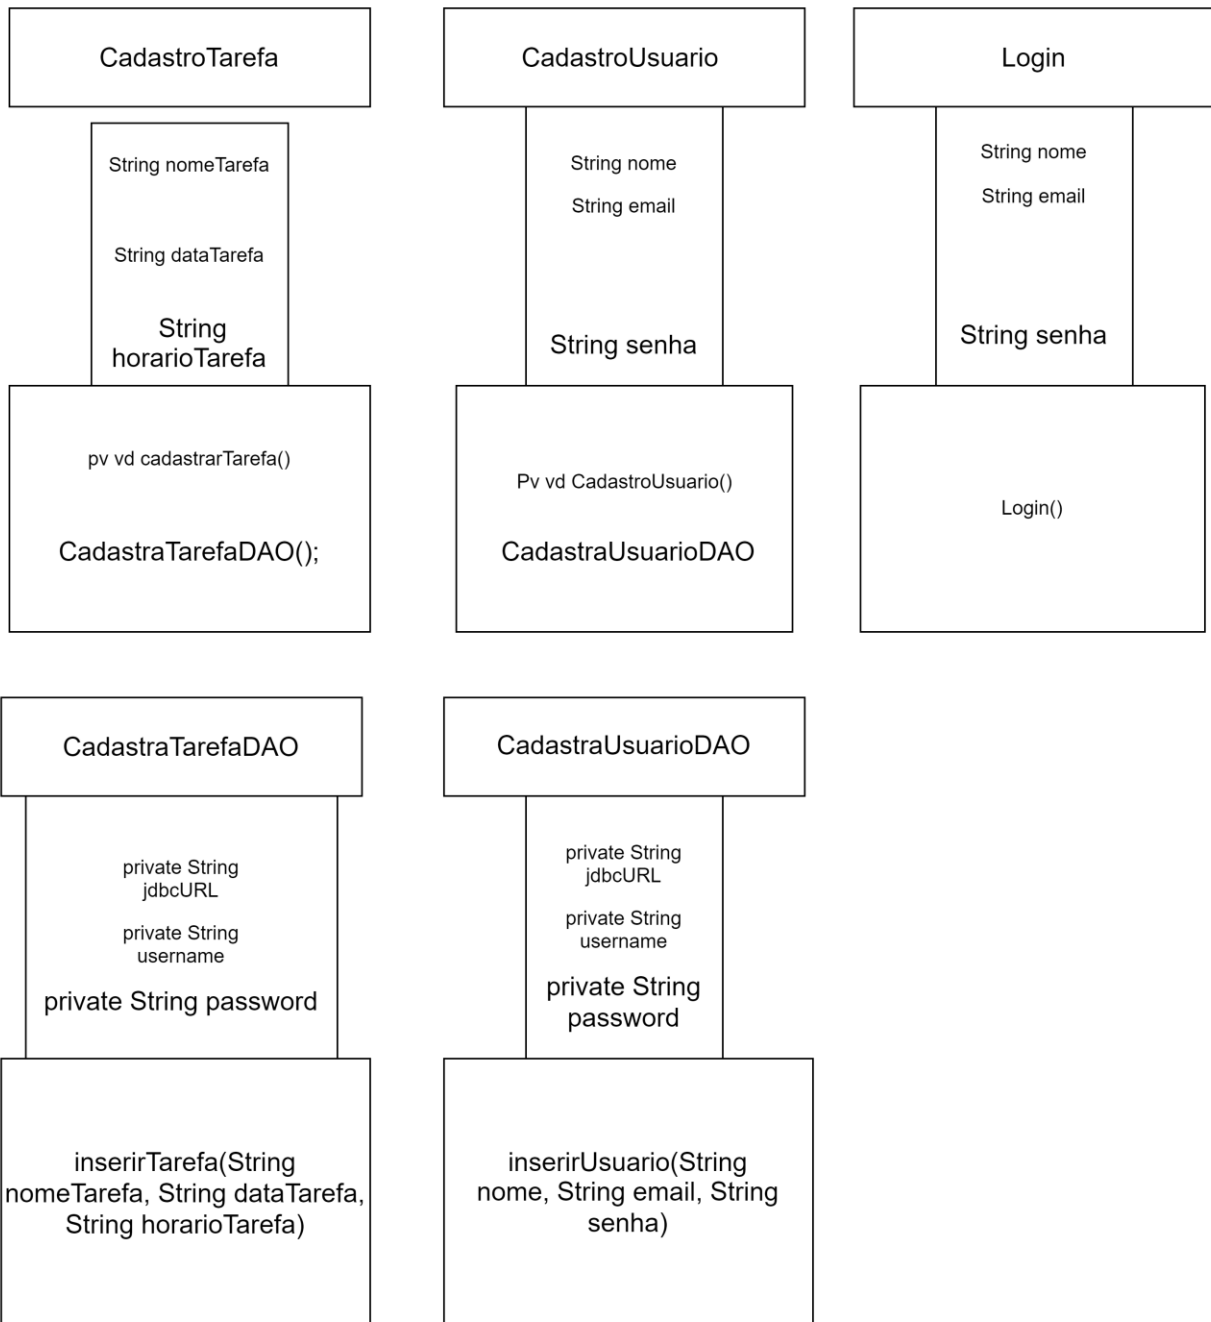 CadastroTarefa
String nomeTarefa
String dataTarefa
String
horarioTarefa
pv vd cadastrarTarefa()
CadastraTarefaDAO();
CadastroUsuario
String nome
String email
String senha
Pv vd CadastroUsuario()
CadastraUsuarioDAO
Login
String nome
String email
String senha
Login()
CadastraTarefaDAO
private String
jdbcURL
private String
username
private String password
inserirTarefa(String
nomeTarefa, String dataTarefa,
String horarioTarefa)
CadastraUsuarioDAO
private String
jdbcURL
private String
username
private String
password
inserirUsuario(String
nome, String email, String
senha)